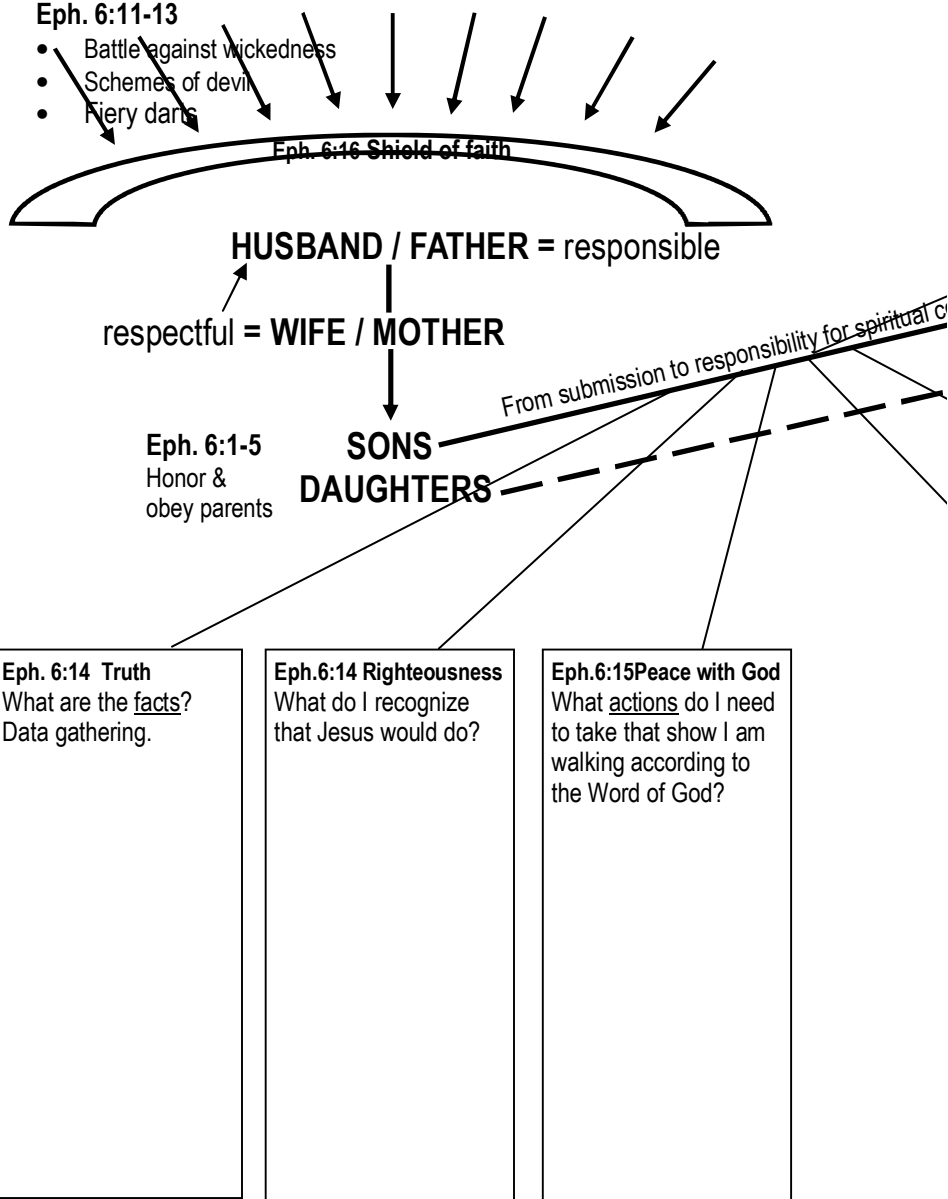 Eph. 6:11-13
• Battle against wickedness
• Schemes of devil
• Fiery darts
Eph. 6:16 Shield of faith
HUSBAND / FATHER = responsible
respectful = WIFE / MOTHER
From submission to responsibility for spiritual
Eph. 6:1-5
Honor &
obey parents
SONS
DAUGHTERS
Eph. 6:14 Truth
What are the facts?
Data gathering.
Eph.6:14 Righteousness
What do I recognize
that Jesus would do?
Eph.6:15Peace with God
What actions do I need
to take that show I am
walking according to
the Word of God?